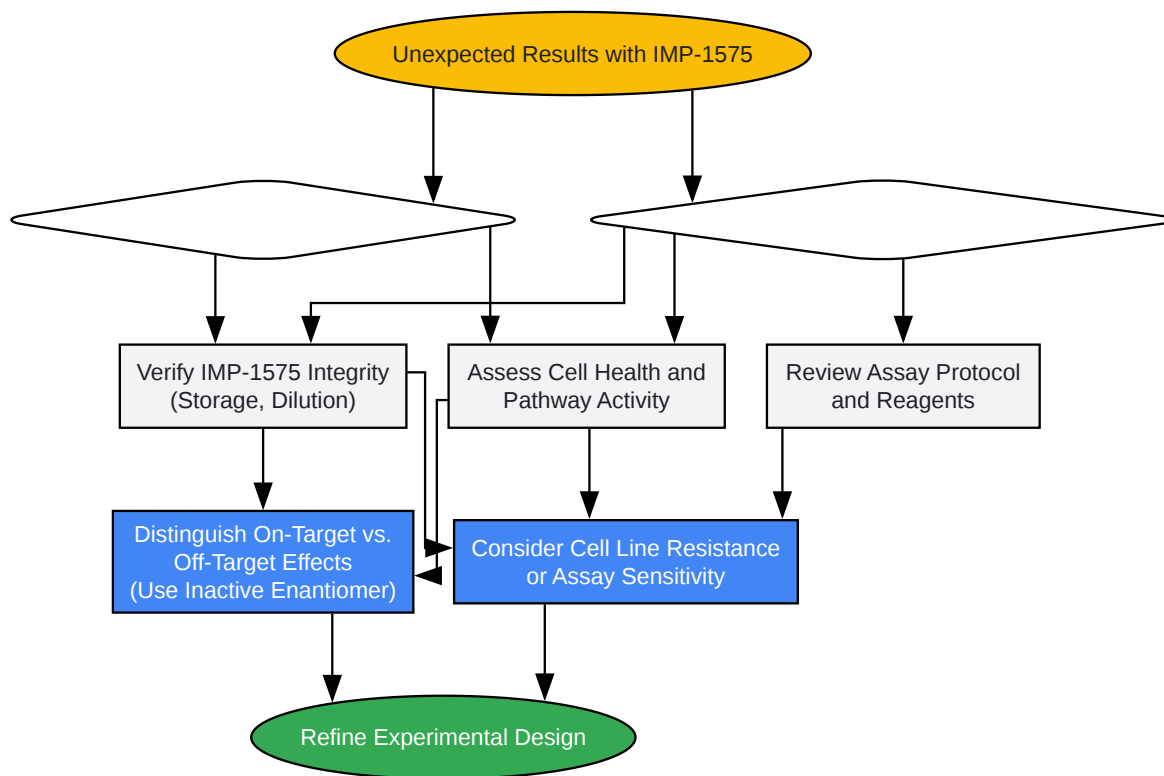 Unexpected Results with IMP-1575
Verify IMP-1575 Integrity
(Storage, Dilution)
Assess Cell Health and
Pathway Activity
Review Assay Protocol
and Reagents
Distinguish On-Target vs.
Off-Target Effects
(Use Inactive Enantiomer)
Consider Cell Line Resistance
or Assay Sensitivity
Refine Experimental Design